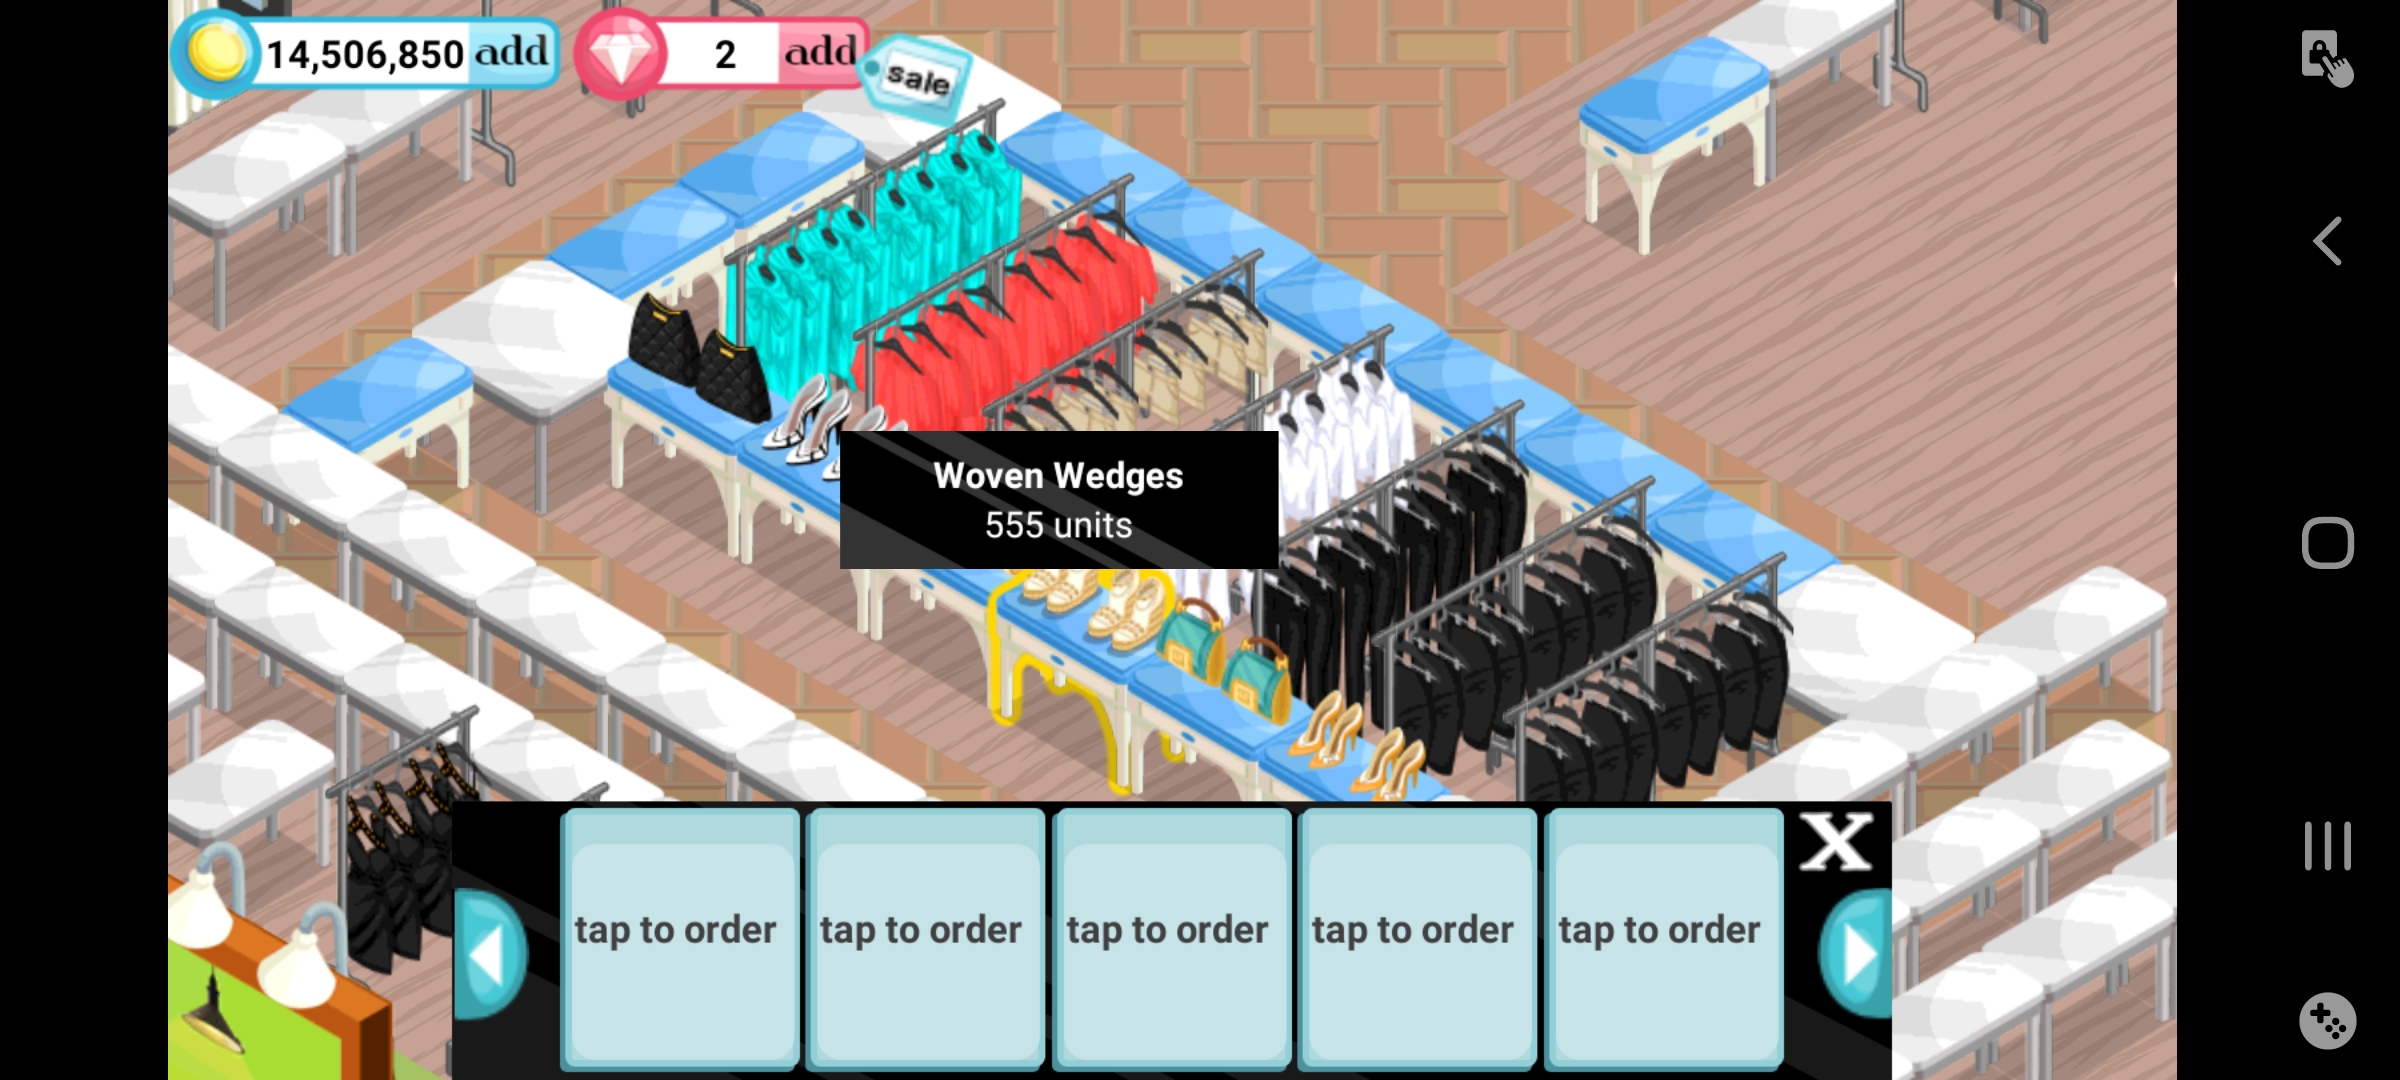 14,506,850 add
2 add
sale
Woven Wedges
555 units
tap to order
tap to order
tap to order
tap to order
tap to order
X